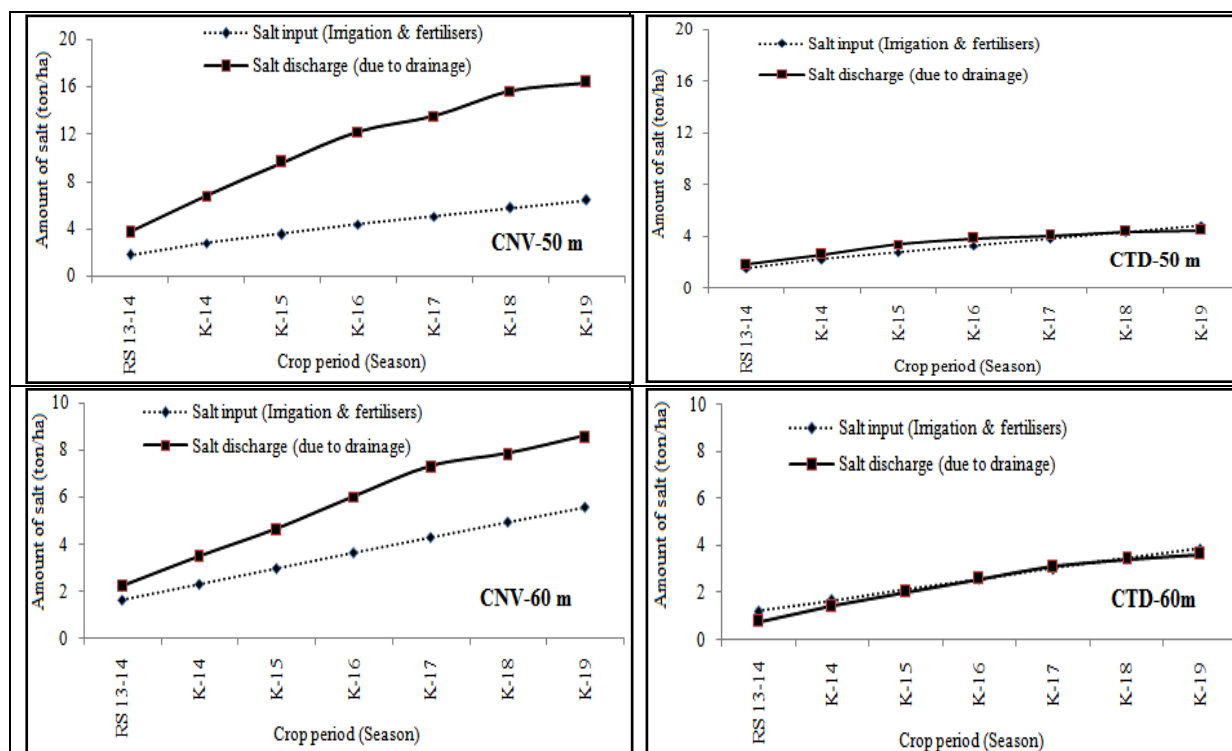 20
16
12
8
4
0
Amount of salt (ton/ha)
Salt input (Irrigation & fertilisers)
Salt discharge (due to drainage)
CNV-50 m
RS 13-14
K-14
K-15
K-16
K-17
K-18
K-19
Crop period (Season)
20
16
12
8
4
0
Amount of salt (ton/ha)
Salt input (Irrigation & fertilisers)
Salt discharge (due to drainage)
CTD-50 m
RS 13-14
K-14
K-15
K-16
K-17
K-18
K-19
Crop period (Season)
10
8
6
4
2
0
Amount of salt (ton/ha)
Salt input (Irrigation & fertilisers)
Salt discharge (due to drainage)
CNV-60 m
RS 13-14
K-14
K-15
K-16
K-17
K-18
K-19
Crop period (Season)
10
8
6
4
2
0
Amount of salt (ton/ha)
Salt input (Irrigation & fertilisers)
Salt discharge (due to drainage)
CTD-60m
RS 13-14
K-14
K-15
K-16
K-17
K-18
K-19
Crop period (Season)